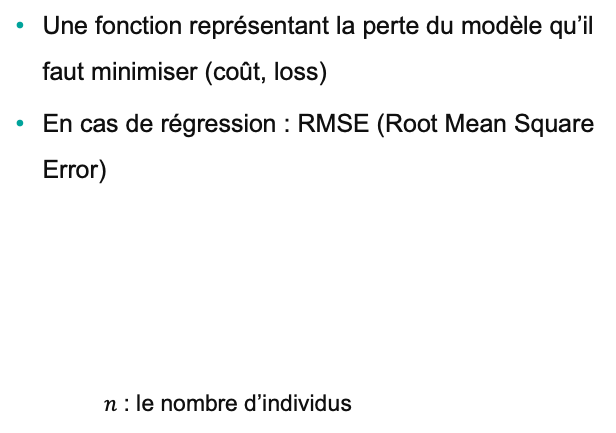 • Une fonction représentant la perte du modèle qu’il
faut minimiser (coût, loss)
• En cas de régression : RMSE (Root Mean Square
Error)
n : le nombre d’individus